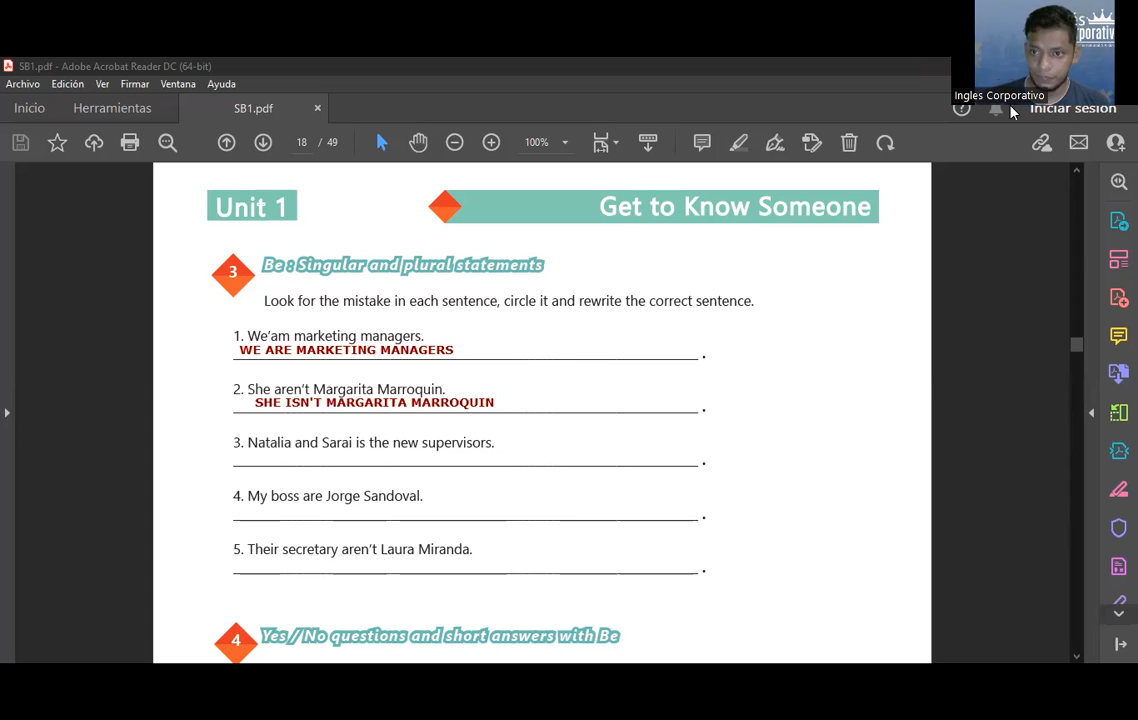 SB1.pdf - Adobe Acrobat Reader DC (64-bit)
Archivo Edición Ver Firmar Ventana Ayuda
Ingles Corporativo
Inicio Herramientas SB1.pdf × Iniciar sesión
18 / 49 100%
Unit 1 Get to Know Someone
3 Be : Singular and plural statements
Look for the mistake in each sentence, circle it and rewrite the correct sentence.
1. We'am marketing managers.
WE ARE MARKETING MANAGERS .
2. She aren't Margarita Marroquin.
SHE ISN'T MARGARITA MARROQUIN .
3. Natalia and Sarai is the new supervisors.
.
4. My boss are Jorge Sandoval.
.
5. Their secretary aren't Laura Miranda.
.
4 Yes / No questions and short answers with Be